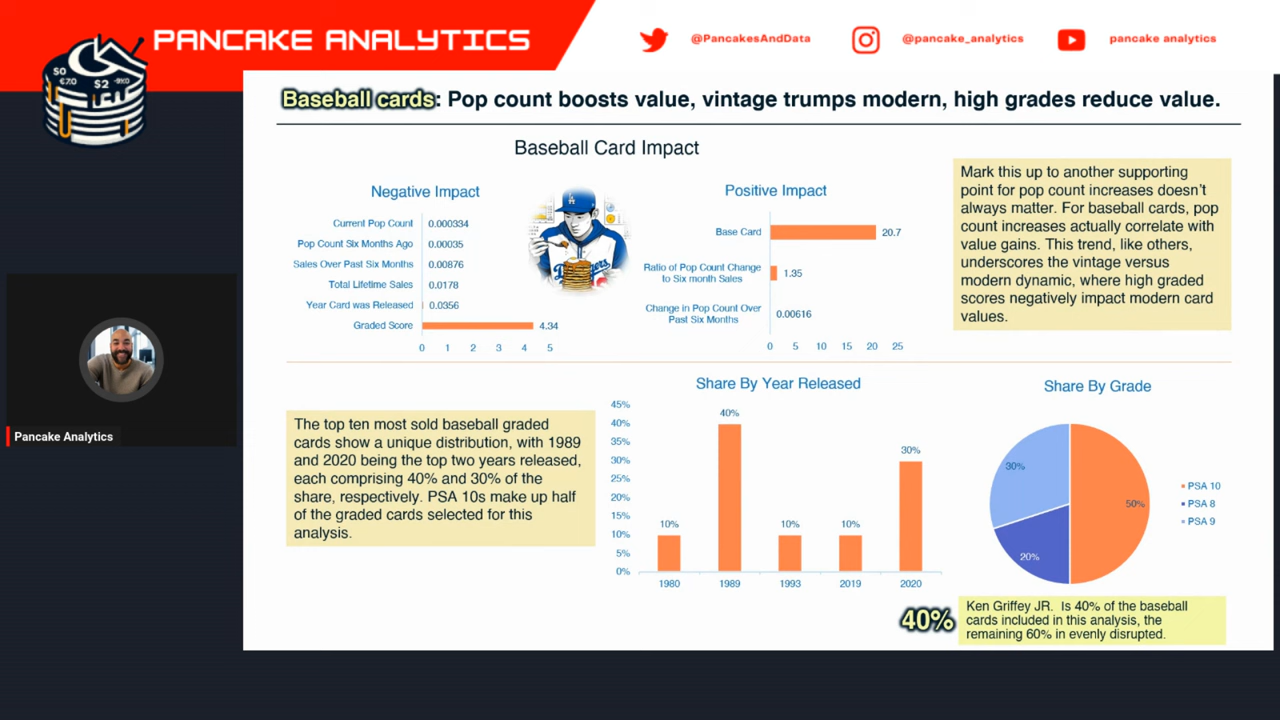 PANCAKE ANALYTICS
@PancakesAndData
@pancake_analytics
pancake analytics
$0
$2
Baseball cards: Pop count boosts value, vintage trumps modern, high grades reduce value.
Baseball Card Impact
Negative Impact
Current Pop Count 0.000334
Pop Count Six Months Ago 0.00035
Sales Over Past Six Months 0.00876
Total Lifetime Sales 0.0178
Year Card was Released 0.0356
Graded Score 4.34
0 1 2 3 4 5
Positive Impact
Base Card 20.7
Ratio of Pop Count Change
to Six month Sales 1.35
Change in Pop Count Over
Past Six Months 0.00616
0 5 10 15 20 25
Mark this up to another supporting
point for pop count increases doesn't
always matter. For baseball cards, pop
count increases actually correlate with
value gains. This trend, like others,
underscores the vintage versus
modern dynamic, where high graded
scores negatively impact modern card
values.
Pancake Analytics
The top ten most sold baseball graded
cards show a unique distribution, with 1989
and 2020 being the top two years released,
each comprising 40% and 30% of the
share, respectively. PSA 10s make up half
of the graded cards selected for this
analysis.
Share By Year Released
45%
40%
35%
30%
25%
20%
15%
10%
5%
0%
10% 40% 10% 10% 30%
1980 1989 1993 2019 2020
Share By Grade
30%
50%
20%
PSA 10
PSA 8
PSA 9
40%
Ken Griffey JR. Is 40% of the baseball
cards included in this analysis, the
remaining 60% in evenly disrupted.